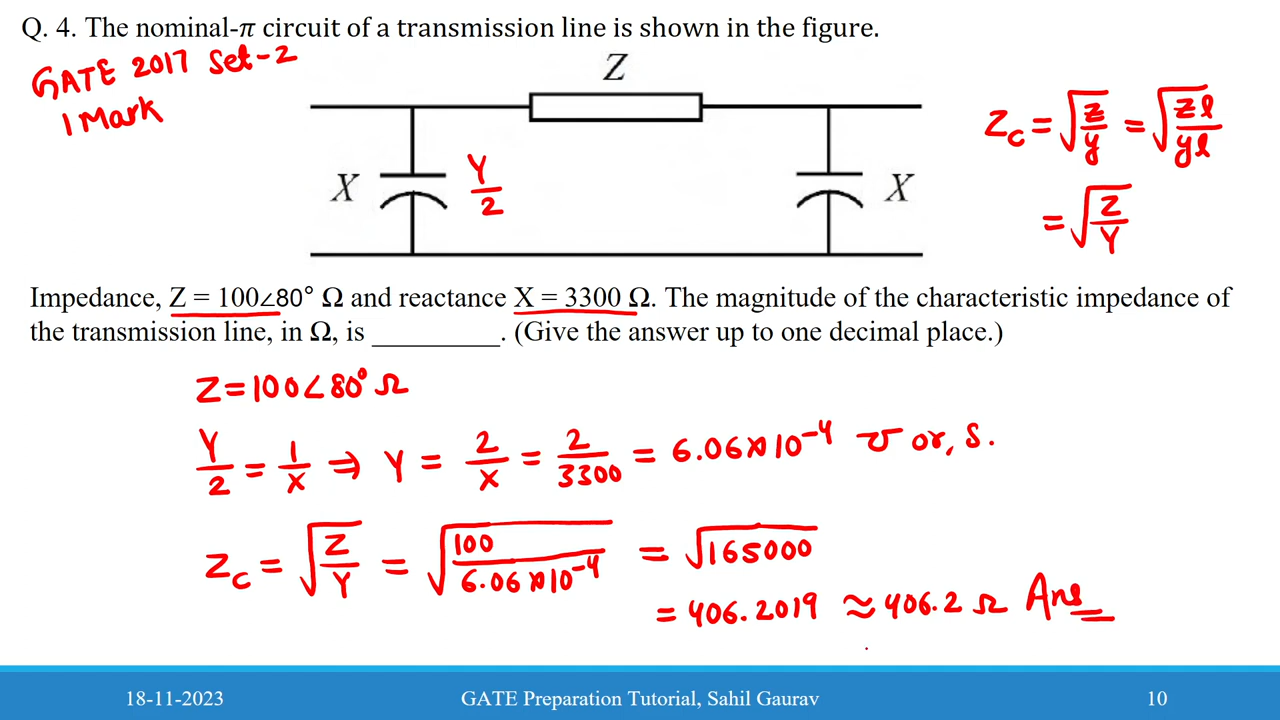 Q. 4. The nominal-π circuit of a transmission line is shown in the figure.
GATE 2017 Set-2
1 Mark
Z
X
Y/2
X
Z_C = √(z/y) = √(zl/yl)
= √(Z/Y)
Impedance, Z = 100∠80° Ω and reactance X = 3300 Ω. The magnitude of the characteristic impedance of
the transmission line, in Ω, is _________. (Give the answer up to one decimal place.)
Z = 100∠80° Ω
Y/2 = 1/X ⇒ Y = 2/X = 2/3300 = 6.06×10⁻⁴ ℧ or, S.
Z_C = √(Z/Y) = √(100/6.06×10⁻⁴) = √165000
= 406.2019 ≈ 406.2 Ω Ans
18-11-2023
GATE Preparation Tutorial, Sahil Gaurav
10